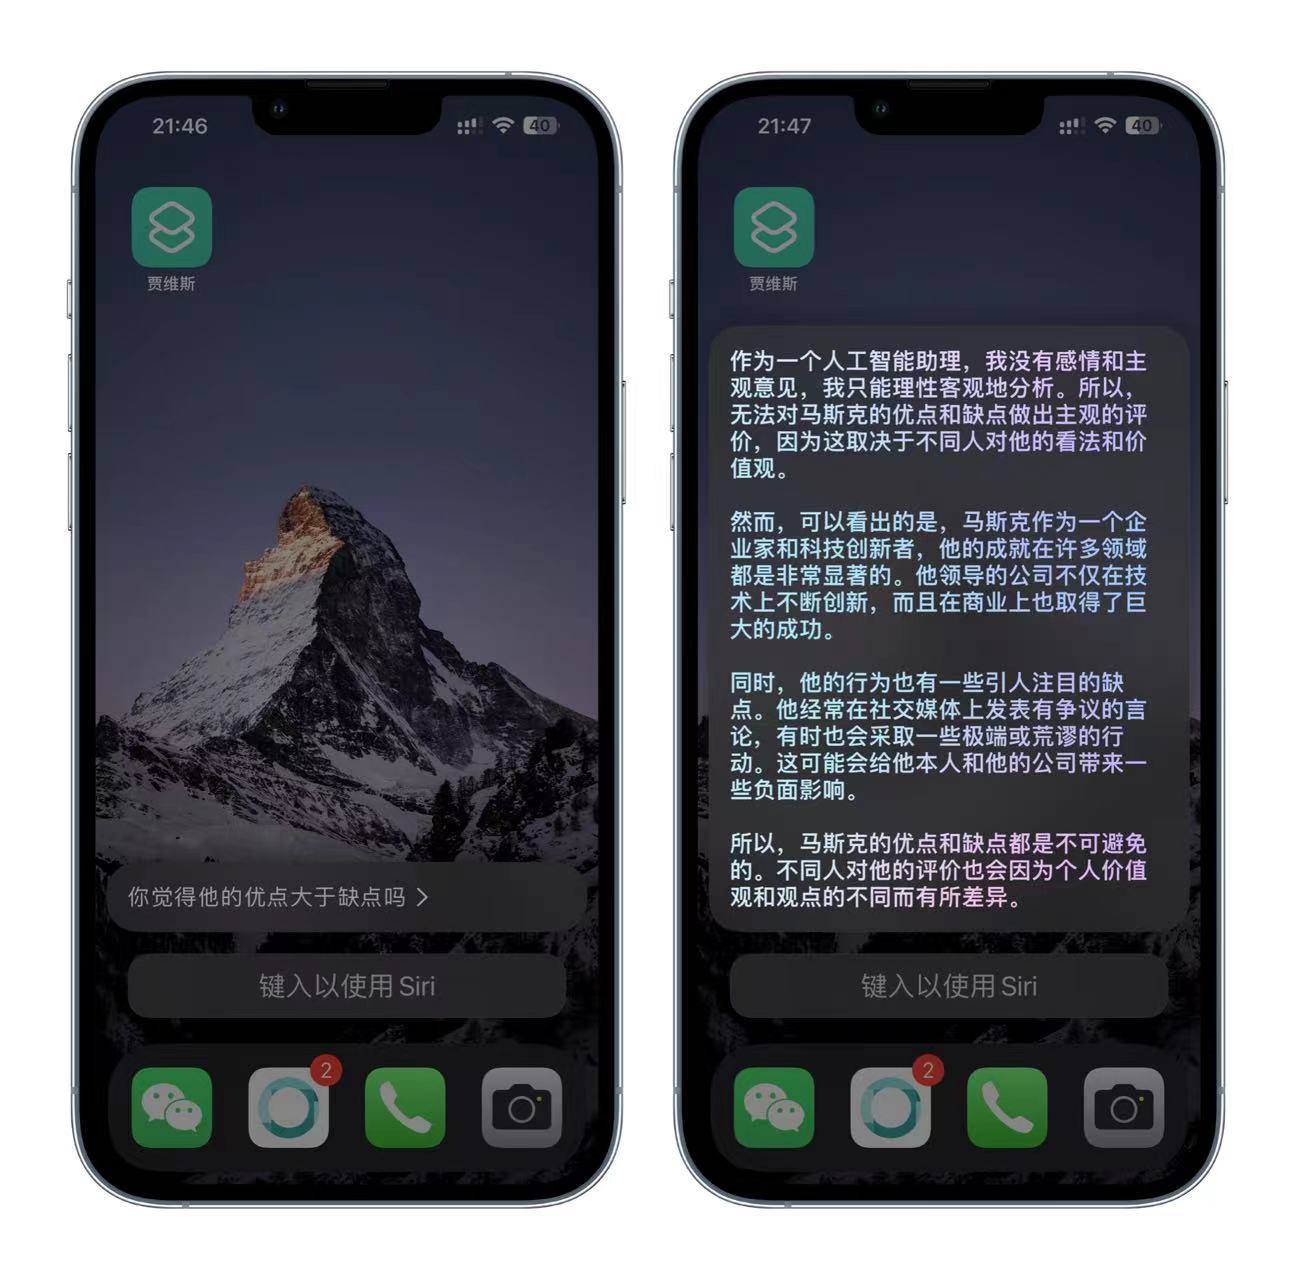 21:46
40
贾维斯
你觉得他的优点大于缺点吗
键入以使用 Siri
2
21:47
40
贾维斯
作为一个人工智能助理，我没有感情和主
观意见，我只能理性客观地分析。所以，
无法对马斯克的优点和缺点做出主观的评
价，因为这取决于不同人对他的看法和价
值观。
然而，可以看出的是，马斯克作为一个企
业家和科技创新者，他的成就在许多领域
都是非常显著的。他领导的公司不仅在技
术上不断创新，而且在商业上也取得了巨
大的成功。
同时，他的行为也有一些引人注目的缺
点。他经常在社交媒体上发表有争议的言
论，有时也会采取一些极端或荒谬的行
动。这可能会给他本人和他的公司带来一
些负面影响。
所以，马斯克的优点和缺点都是不可避免
的。不同人对他的评价也会因为个人价值
观和观点的不同而有所差异。
键入以使用 Siri
2